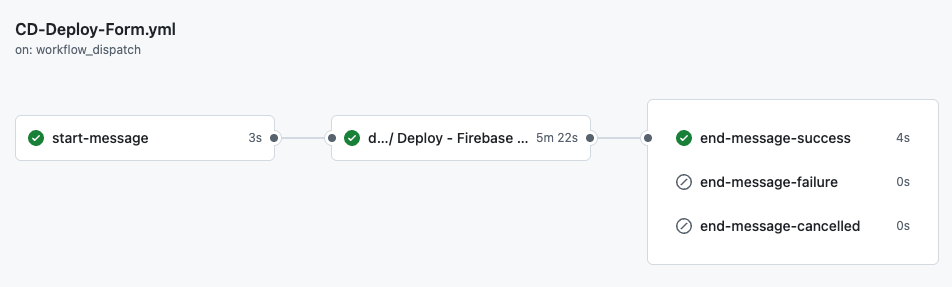 CD-Deploy-Form.yml
on: workflow_dispatch
start-message 3s
d.../ Deploy - Firebase ... 5m 22s
end-message-success 4s
end-message-failure 0s
end-message-cancelled 0s